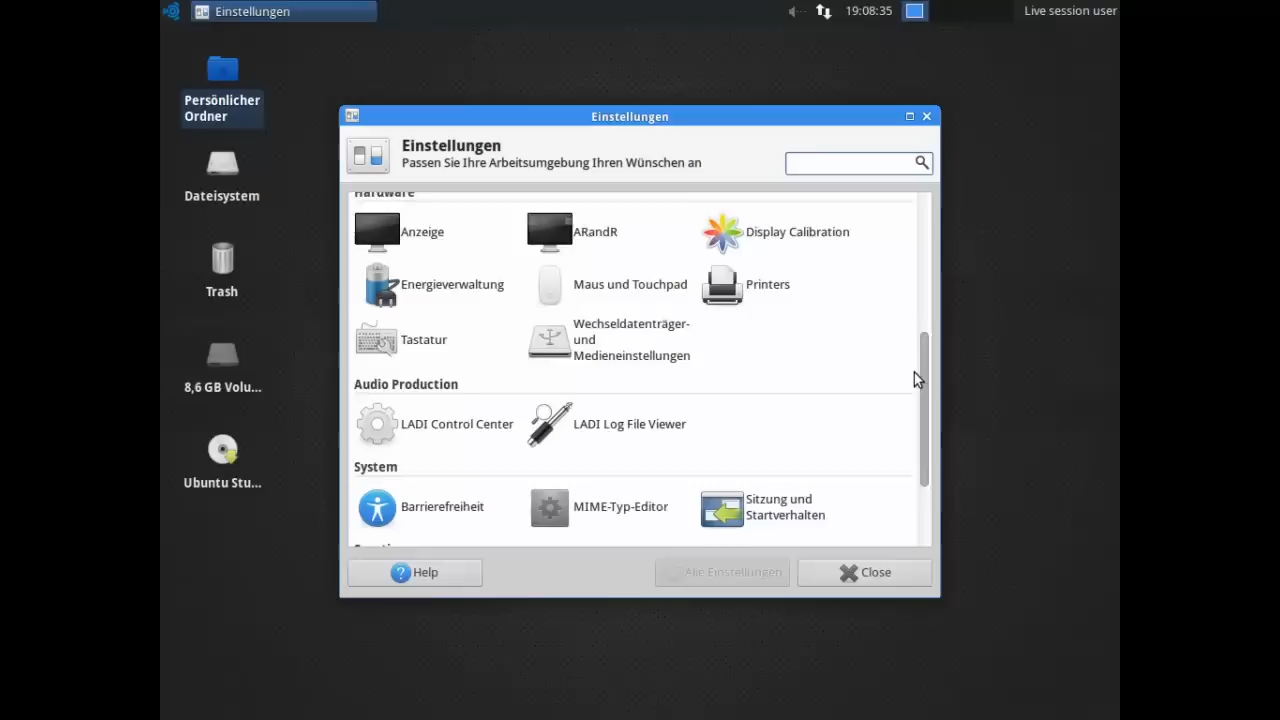 Einstellungen
19:08:35
Live session user
Persönlicher
Ordner
Dateisystem
Trash
8,6 GB Volu...
Ubuntu Stu...
Einstellungen
Einstellungen
Passen Sie Ihre Arbeitsumgebung Ihren Wünschen an
Hardware
Anzeige
ARandR
Display Calibration
Energieverwaltung
Maus und Touchpad
Printers
Tastatur
Wechseldatenträger-
und
Medieneinstellungen
Audio Production
LADI Control Center
LADI Log File Viewer
System
Barrierefreiheit
MIME-Typ-Editor
Sitzung und
Startverhalten
Help
Alle Einstellungen
Close